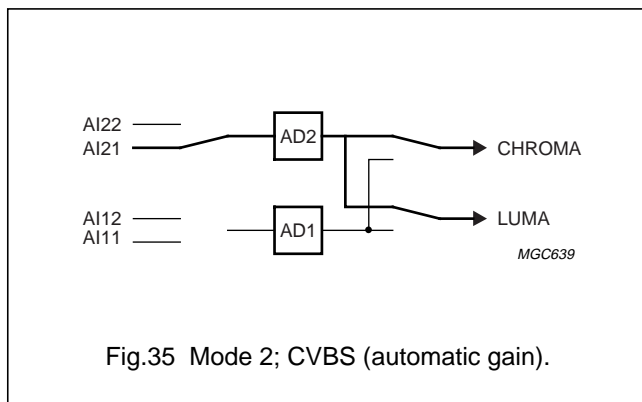 AI22
AI21
AD2
CHROMA
AI12
AI11
AD1
LUMA
MGC639
Fig.35 Mode 2; CVBS (automatic gain).